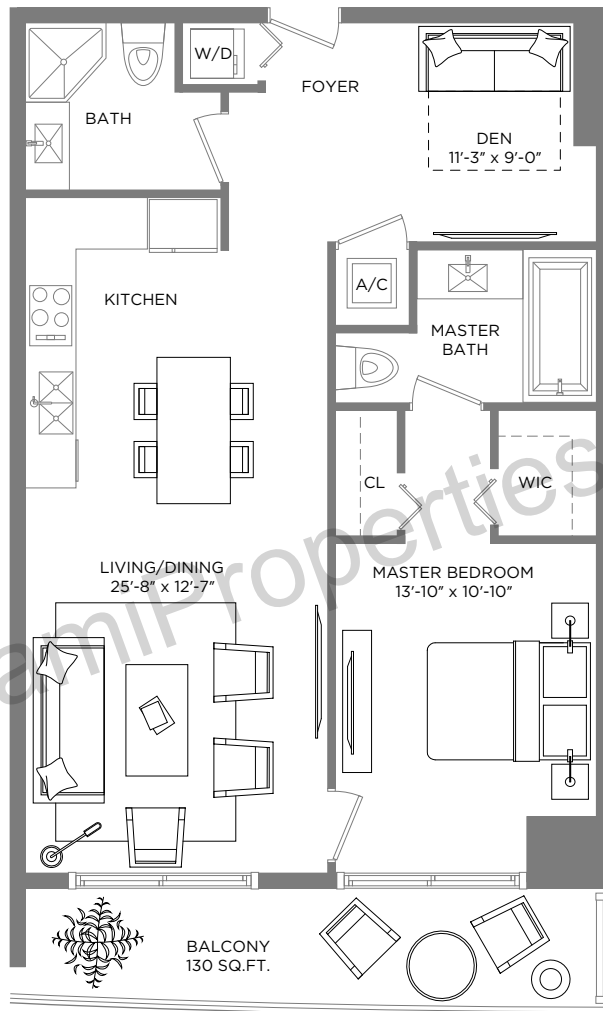 W/D
FOYER
BATH
DEN
11'-3" x 9'-0"
KITCHEN
A/C
MASTER
BATH
CL
WIC
LIVING/DINING
25'-8" x 12'-7"
MASTER BEDROOM
13'-10" x 10'-10"
amiProperties
BALCONY
130 SQ.FT.